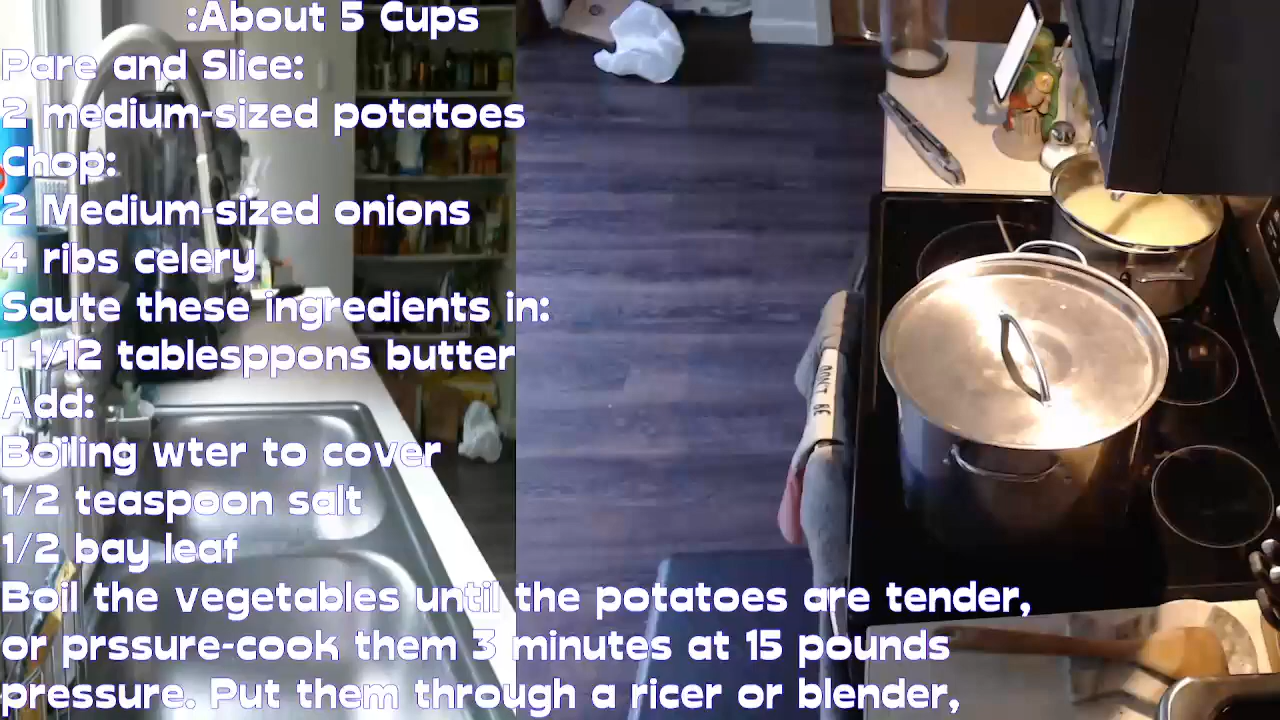 :About 5 Cups
Pare and Slice:
2 medium-sized potatoes
Chop:
2 Medium-sized onions
4 ribs celery
Saute these ingredients in:
1 1/12 tablesppons butter
Add:
Boiling wter to cover
1/2 teaspoon salt
1/2 bay leaf
Boil the vegetables until the potatoes are tender,
or prssure-cook them 3 minutes at 15 pounds
pressure. Put them through a ricer or blender,
DON'T BE